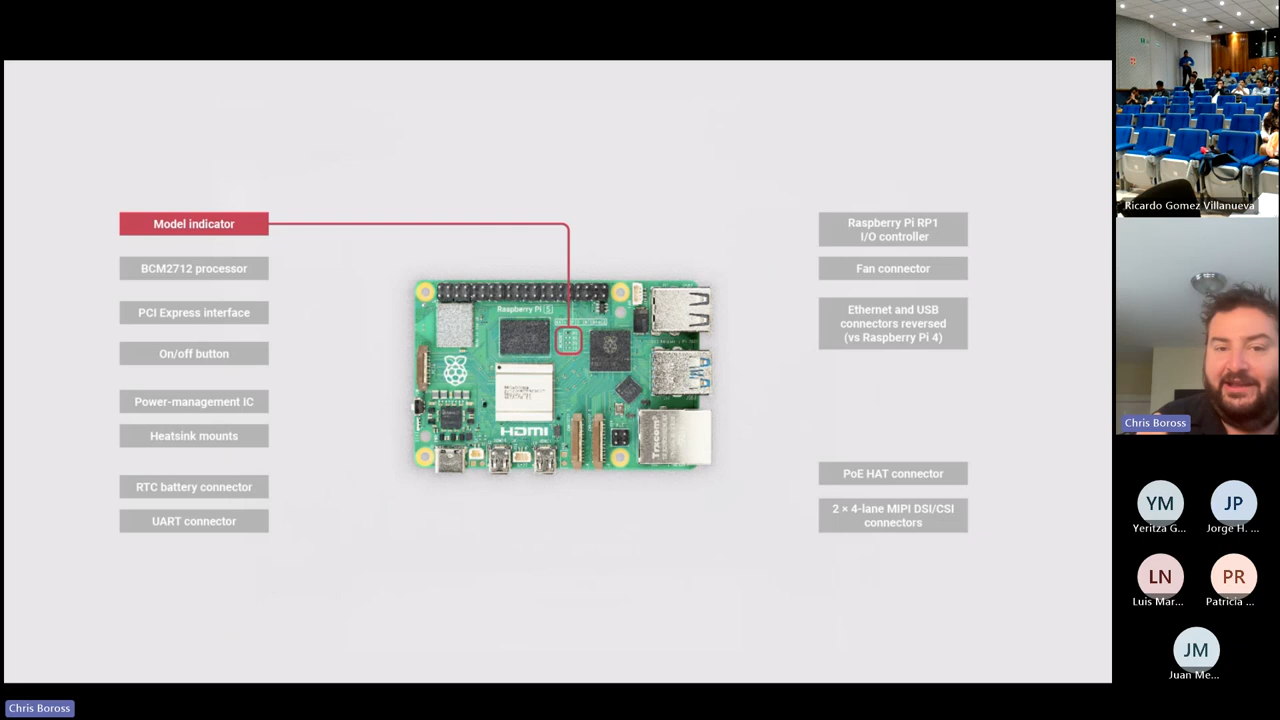 Model indicator
BCM2712 processor
PCI Express interface
On/off button
Power-management IC
Heatsink mounts
RTC battery connector
UART connector
Raspberry Pi 5
HDMI
Trxcom
Raspberry Pi RP1
I/O controller
Fan connector
Ethernet and USB
connectors reversed
(vs Raspberry Pi 4)
PoE HAT connector
2 × 4-lane MIPI DSI/CSI
connectors
Ricardo Gomez Villanueva
Chris Boross
YM
Yeritza G...
JP
Jorge H. ...
LN
Luis Mar...
PR
Patricia ...
JM
Juan Me...
Chris Boross